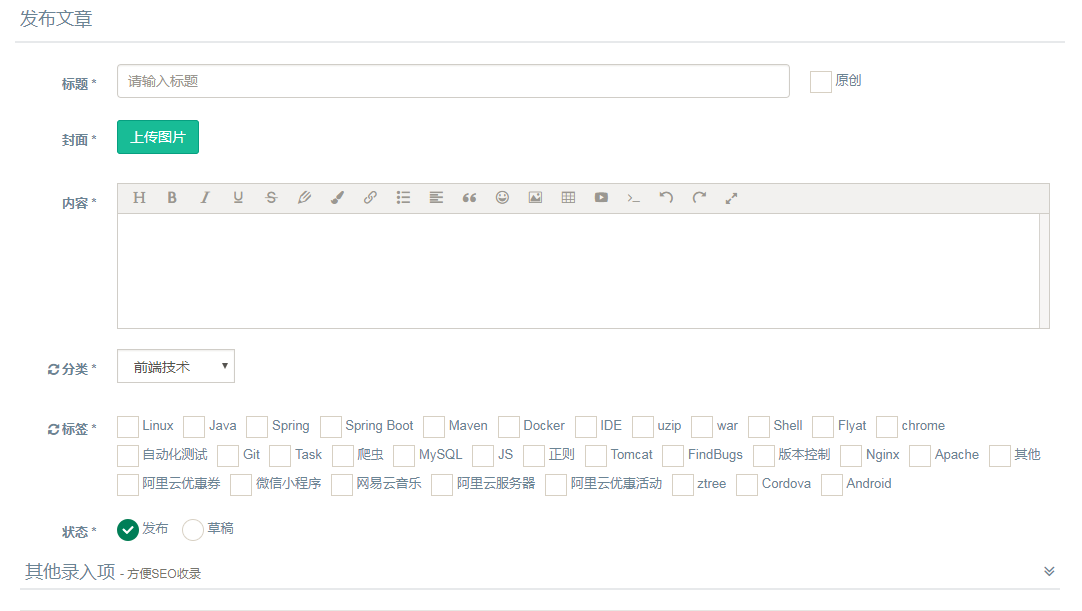 发布文章
标题 * 请输入标题 原创
封面 * 上传图片
内容 *
分类 * 前端技术
标签 * Linux Java Spring Spring Boot Maven Docker IDE uzip war Shell Flyat chrome
自动化测试 Git Task 爬虫 MySQL JS 正则 Tomcat FindBugs 版本控制 Nginx Apache 其他
阿里云优惠券 微信小程序 网易云音乐 阿里云服务器 阿里云优惠活动 ztree Cordova Android
状态 * 发布 草稿
其他录入项 - 方便SEO收录